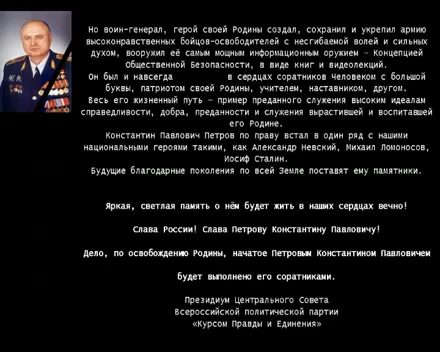 Но воин-генерал, герой своей Родины создал, сохранил и укрепил армию
высоконравственных бойцов-освободителей с несгибаемой волей и сильных
духом, вооружил её самым мощным информационным оружием – Концепцией
Общественной Безопасности, в виде книг и видеолекций.
Он был и навсегда в сердцах соратников Человеком с большой
буквы, патриотом своей Родины, учителем, наставником, другом.
Весь его жизненный путь – пример преданного служения высоким идеалам
справедливости, добра, преданности и служения вырастившей и воспитавшей
его Родине.
Константин Павлович Петров по праву встал в один ряд с нашими
национальными героями такими, как Александр Невский, Михаил Ломоносов,
Иосиф Сталин.
Будущие благодарные поколения по всей Земле поставят ему памятники.
Яркая, светлая память о нём будет жить в наших сердцах вечно!
Слава России! Слава Петрову Константину Павловичу!
Дело, по освобождению Родины, начатое Петровым Константином Павловичем
будет выполнено его соратниками.
Президиум Центрального Совета
Всероссийской политической партии
«Курсом Правды и Единения»